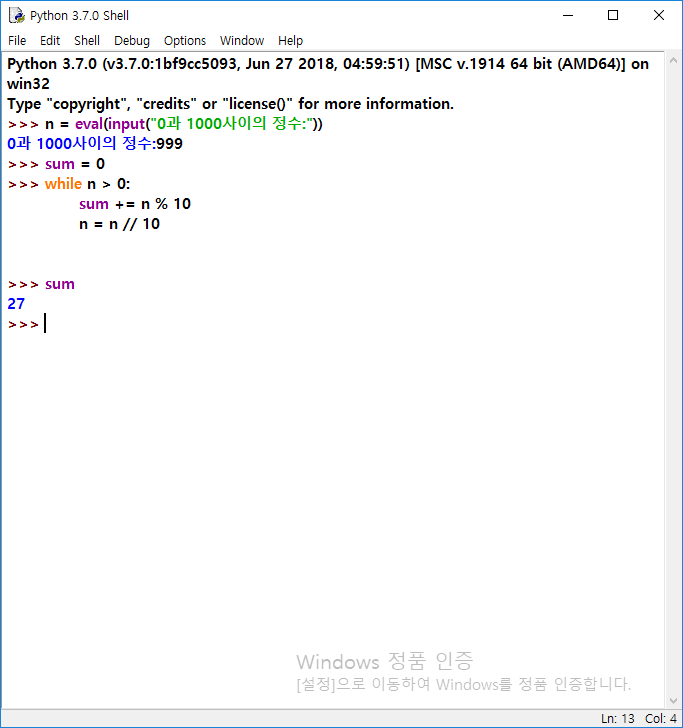 Python 3.7.0 Shell
File Edit Shell Debug Options Window Help
Python 3.7.0 (v3.7.0:1bf9cc5093, Jun 27 2018, 04:59:51) [MSC v.1914 64 bit (AMD64)] on
win32
Type "copyright", "credits" or "license()" for more information.
>>> n = eval(input("0과 1000사이의 정수:"))
0과 1000사이의 정수:999
>>> sum = 0
>>> while n > 0:
        sum += n % 10
        n = n // 10
>>> sum
27
>>>
Windows 정품 인증
[설정]으로 이동하여 Windows를 정품 인증합니다.
Ln: 13 Col: 4